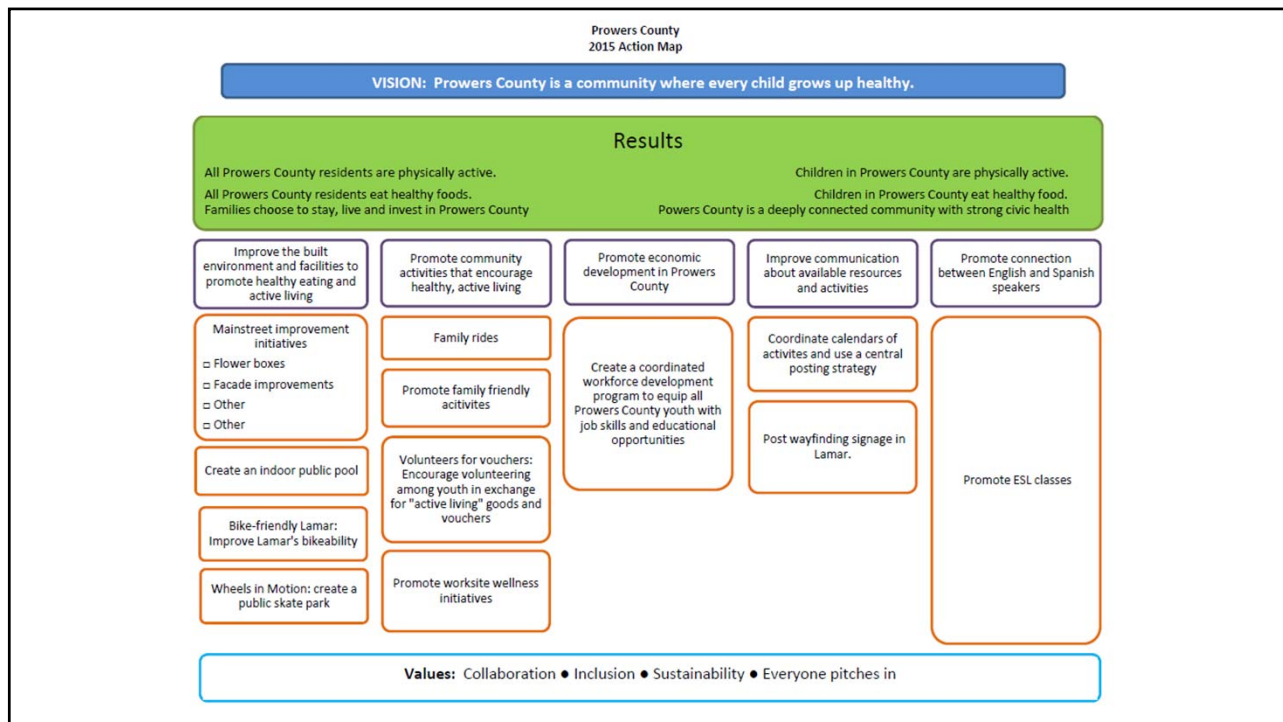 Prowers County
2015 Action Map
VISION:  Prowers County is a community where every child grows up healthy.
Results
All Prowers County residents are physically active.
Children in Prowers County are physically active.
All Prowers County residents eat healthy foods.
Children in Prowers County eat healthy food.
Families choose to stay, live and invest in Prowers County
Powers County is a deeply connected community with strong civic health
Improve the built
environment and facilities to
promote healthy eating and
active living
Promote community
activities that encourage
healthy, active living
Promote economic
development in Prowers
County
Improve communication
about available resources
and activities
Promote connection
between English and Spanish
speakers
Mainstreet improvement
initiatives
□ Flower boxes
□ Facade improvements
□ Other
□ Other
Create an indoor public pool
Bike-friendly Lamar:
Improve Lamar's bikeability
Wheels in Motion: create a
public skate park
Family rides
Promote family friendly
acitivites
Volunteers for vouchers:
Encourage volunteering
among youth in exchange
for "active living" goods and
vouchers
Promote worksite wellness
initiatives
Create a coordinated
workforce development
program to equip all
Prowers County youth with
job skills and educational
opportunities
Coordinate calendars of
activites and use a central
posting strategy
Post wayfinding signage in
Lamar.
Promote ESL classes
Values:  Collaboration ● Inclusion ● Sustainability ● Everyone pitches in